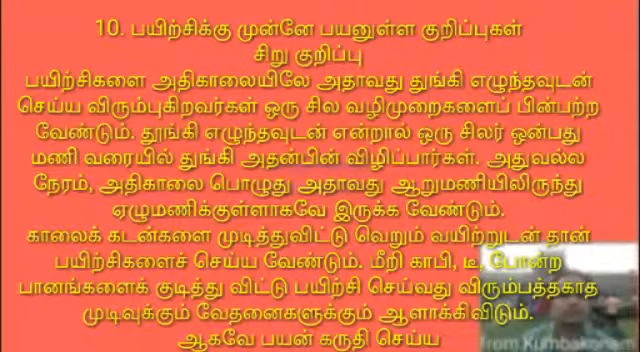 10. பயிற்சிக்கு முன்னே பயனுள்ள குறிப்புகள்
சிறு குறிப்பு
பயிற்சிகளை அதிகாலையிலே அதாவது துங்கி எழுந்தவுடன்
செய்ய விரும்புகிறவர்கள் ஒரு சில வழிமுறைகளைப் பின்பற்ற
வேண்டும். தூங்கி எழுந்தவுடன் என்றால் ஒரு சிலர் ஒன்பது
மணி வரையில் துங்கி அதன்பின் விழிப்பார்கள். அதுவல்ல
நேரம், அதிகாலை பொழுது அதாவது ஆறுமணியிலிருந்து
ஏழுமணிக்குள்ளாகவே இருக்க வேண்டும்.
காலைக் கடன்களை முடித்துவிட்டு வெறும் வயிற்றுடன் தான்
பயிற்சிகளைச் செய்ய வேண்டும். மீறி காபி, டீ, போன்ற
பானங்களைக் குடித்து விட்டு பயிற்சி செய்வது விரும்பத்தகாத
முடிவுக்கும் வேதனைகளுக்கும் ஆளாக்கிவிடும்.
ஆகவே பயன் கருதி செய்ய
from Kumbakonam